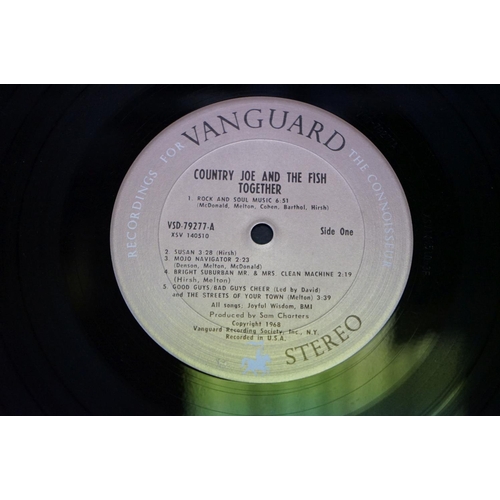 RECORDINGS FOR VANGUARD THE CONNOISSEUR
COUNTRY JOE AND THE FISH
TOGETHER
1. ROCK AND SOUL MUSIC 6:51
(McDonald, Melton, Cohen, Barthol, Hirsh)
VSD-79277-A
XSV 140510
Side One
2. SUSAN 3:28 (Hirsh)
3. MOJO NAVIGATOR 2:23
(Denson, Melton, McDonald)
4. BRIGHT SUBURBAN MR. & MRS. CLEAN MACHINE 2:19
(Hirsh, Melton)
5. GOOD GUYS/BAD GUYS CHEER (Led by David)
and THE STREETS OF YOUR TOWN (Melton) 3:39
All songs: Joyful Wisdom, BMI
Produced by Sam Charters
Copyright 1968
Vanguard Recording Society, Inc., N.Y.
Recorded in U.S.A.
STEREO